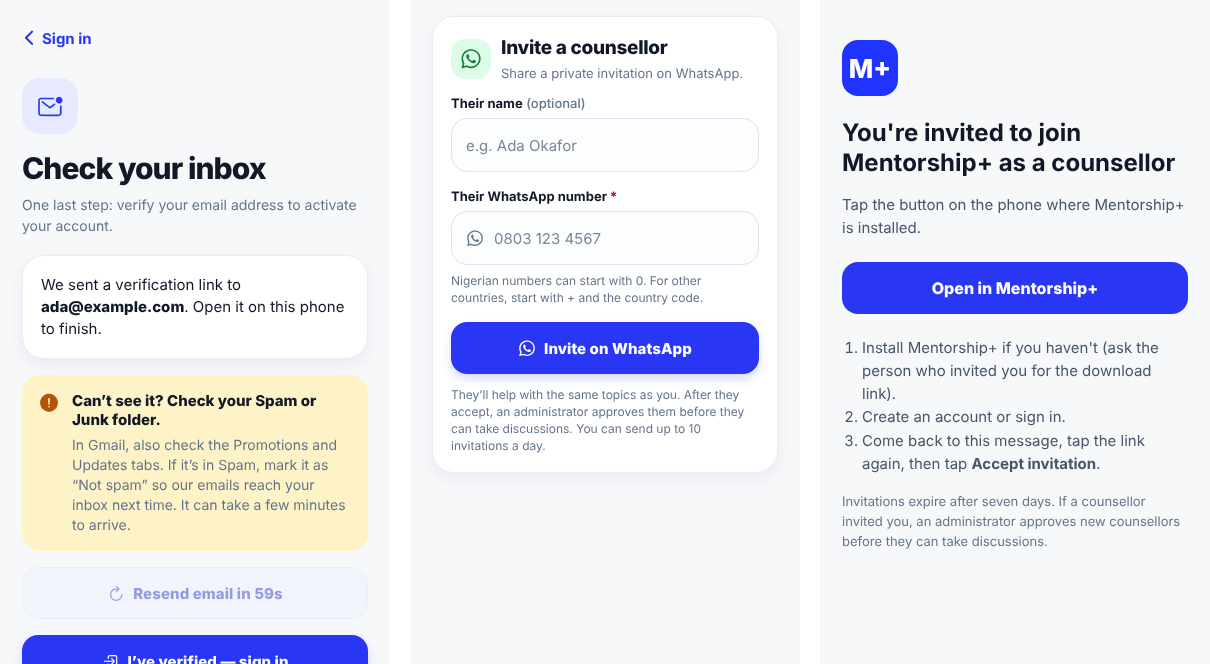 Sign in
Check your inbox
One last step: verify your email address to activate
your account.
We sent a verification link to
ada@example.com. Open it on this phone
to finish.
Can’t see it? Check your Spam or
Junk folder.
In Gmail, also check the Promotions and
Updates tabs. If it’s in Spam, mark it as
“Not spam” so our emails reach your
inbox next time. It can take a few minutes
to arrive.
Resend email in 59s
I’ve verified — sign in
Invite a counsellor
Share a private invitation on WhatsApp.
Their name (optional)
e.g. Ada Okafor
Their WhatsApp number *
0803 123 4567
Nigerian numbers can start with 0. For other
countries, start with + and the country code.
Invite on WhatsApp
They’ll help with the same topics as you. After they
accept, an administrator approves them before they
can take discussions. You can send up to 10
invitations a day.
M+
You're invited to join
Mentorship+ as a counsellor
Tap the button on the phone where Mentorship+
is installed.
Open in Mentorship+
1. Install Mentorship+ if you haven't (ask the
person who invited you for the download
link).
2. Create an account or sign in.
3. Come back to this message, tap the link
again, then tap Accept invitation.
Invitations expire after seven days. If a counsellor
invited you, an administrator approves new counsellors
before they can take discussions.